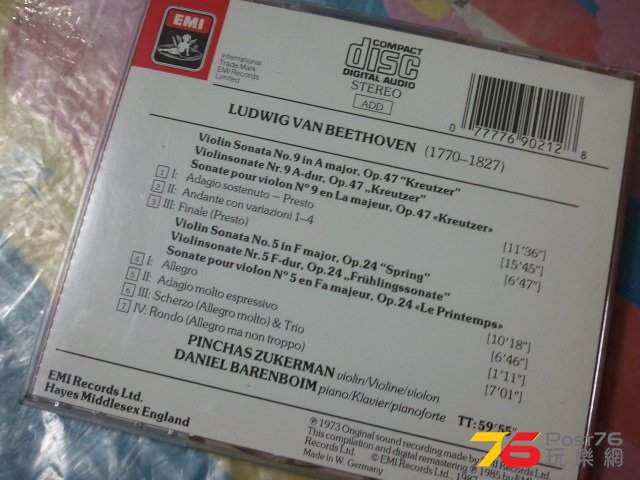 EMI
International
Trade Mark
EMI Records
Limited
COMPACT
disc
DIGITAL AUDIO
STEREO
ADD
0 77776 90212 8
LUDWIG VAN BEETHOVEN (1770–1827)
Violin Sonata No. 9 in A major, Op. 47 “Kreutzer”
Violinsonate Nr. 9 A-dur, Op. 47 „Kreutzer”
Sonate pour violon N° 9 en La majeur, Op. 47 «Kreutzer»
1 I: Adagio sostenuto – Presto [11'36"]
2 II: Andante con variazioni 1–4 [15'45"]
3 III: Finale (Presto) [6'47"]
Violin Sonata No. 5 in F major, Op. 24 “Spring”
Violinsonate Nr. 5 F-dur, Op. 24 „Frühlingssonate”
Sonate pour violon N° 5 en Fa majeur, Op. 24 «Le Printemps»
4 I: Allegro [10'18"]
5 II: Adagio molto espressivo [6'46"]
6 III: Scherzo (Allegro molto) & Trio [1'11"]
7 IV: Rondo (Allegro ma non troppo) [7'01"]
PINCHAS ZUKERMAN violin/Violine/violon
DANIEL BARENBOIM piano/Klavier/pianoforte
TT: 59'55"
EMI Records Ltd.
Hayes Middlesex England
℗ 1973 Original sound recording made by EMI Records Ltd.
This compilation and digital remastering ℗ 1985 by EMI
Records Ltd. © EMI Records Ltd.,
Made in W. Germany
76 Post76
玩樂網